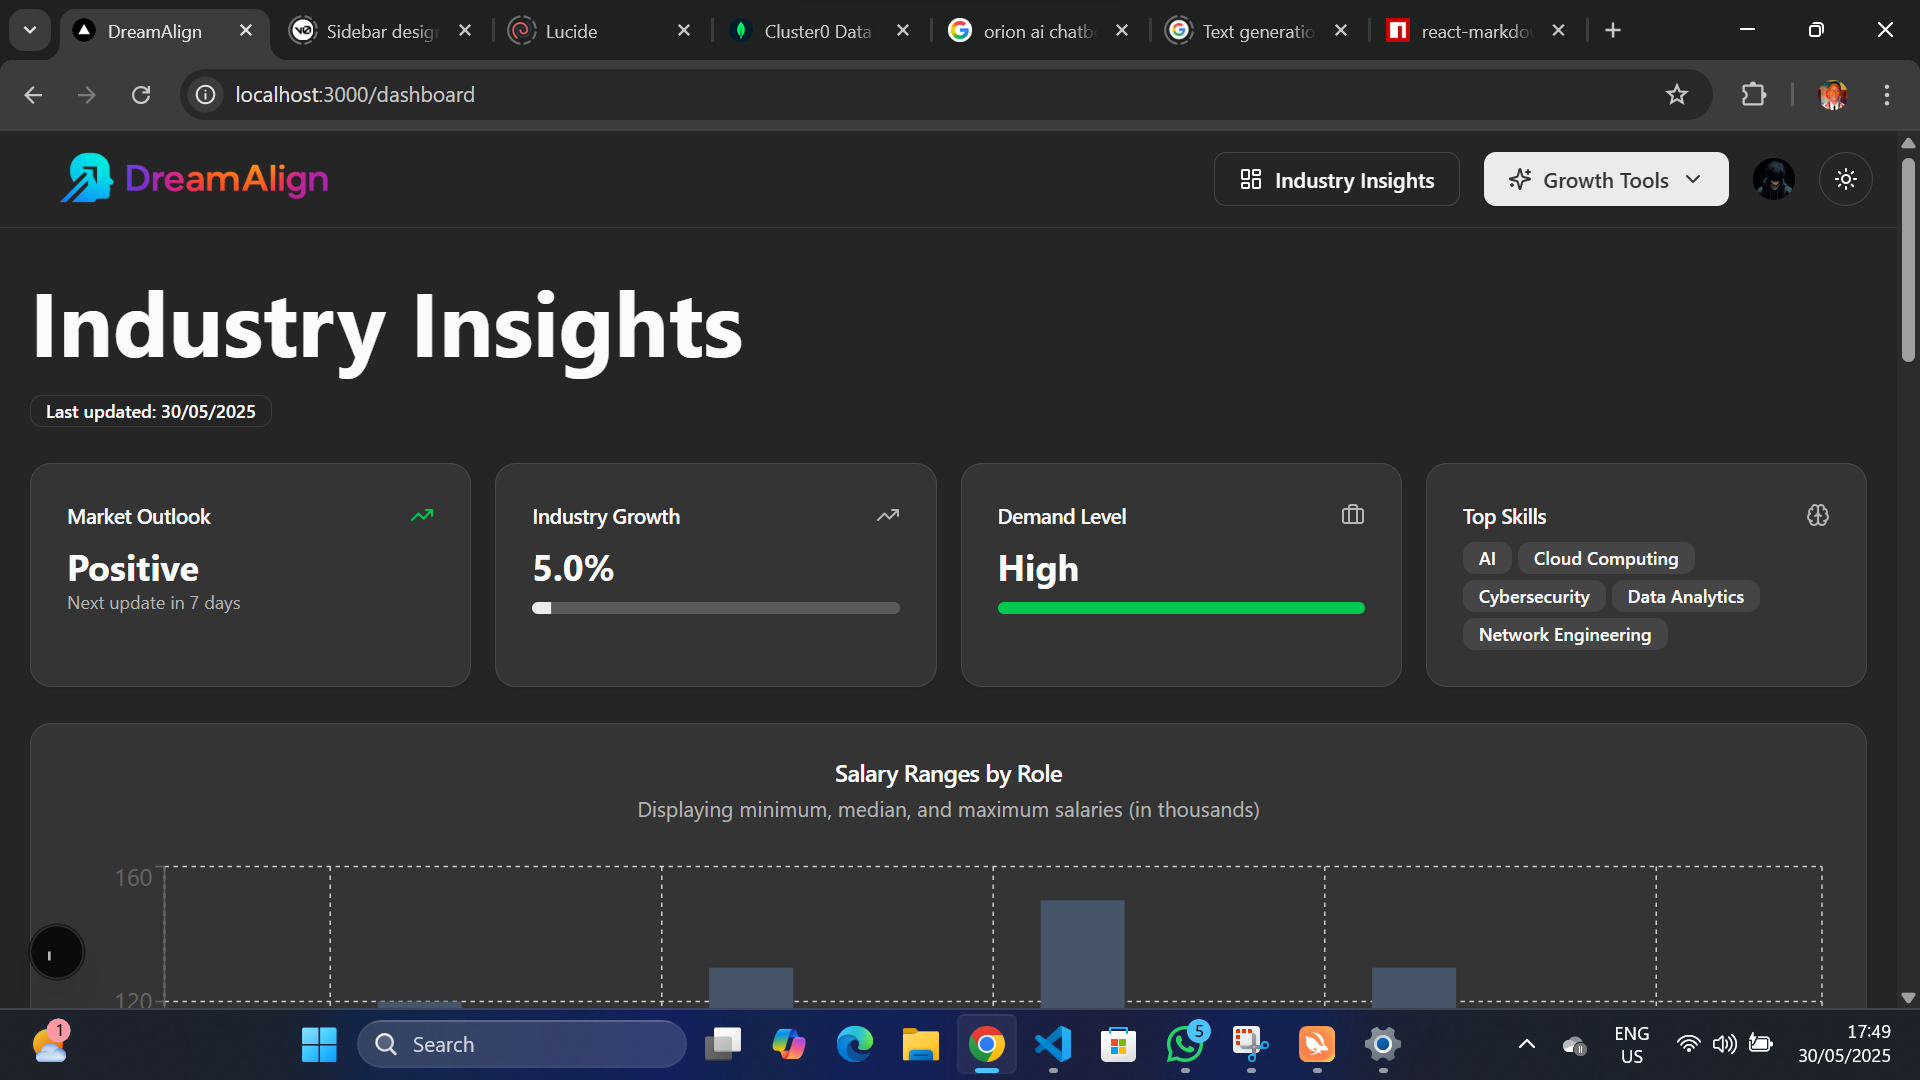 DreamAlign
Sidebar desig
Lucide
Cluster0 Data
orion ai chatb
Text generatio
react-markdo
localhost:3000/dashboard
DreamAlign
Industry Insights
Growth Tools
Industry Insights
Last updated: 30/05/2025
Market Outlook
Positive
Next update in 7 days
Industry Growth
5.0%
Demand Level
High
Top Skills
AI
Cloud Computing
Cybersecurity
Data Analytics
Network Engineering
Salary Ranges by Role
Displaying minimum, median, and maximum salaries (in thousands)
160
120
1
Search
5
ENG
US
17:49
30/05/2025